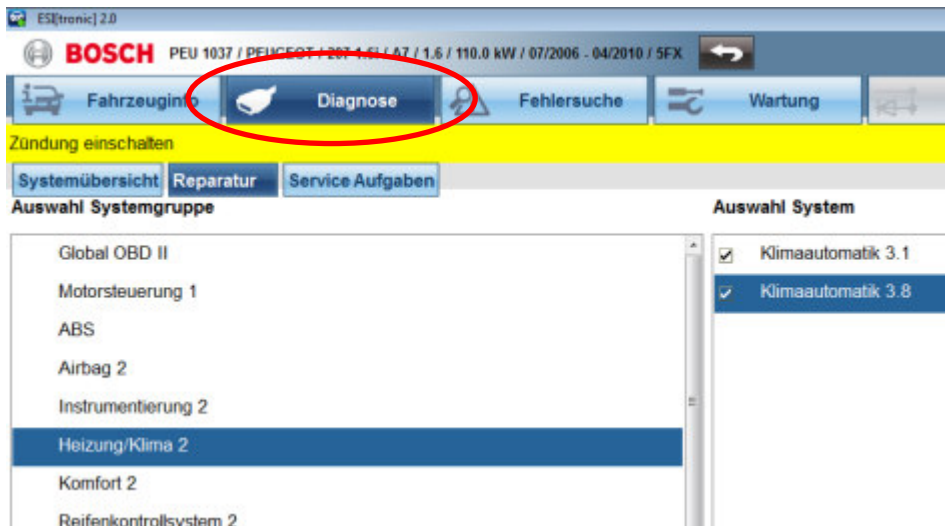 ESI[tronic] 2.0
BOSCH PEU 1037 / PEUGEOT / 207 1.6i / A7 / 1.6 / 110.0 kW / 07/2006 - 04/2010 / 5FX
Fahrzeuginfo Diagnose Fehlersuche Wartung
Zündung einschalten
Systemübersicht Reparatur Service Aufgaben
Auswahl Systemgruppe Auswahl System
Global OBD II Klimaautomatik 3.1
Motorsteuerung 1 Klimaautomatik 3.8
ABS
Airbag 2
Instrumentierung 2
Heizung/Klima 2
Komfort 2
Reifenkontrollsystem 2